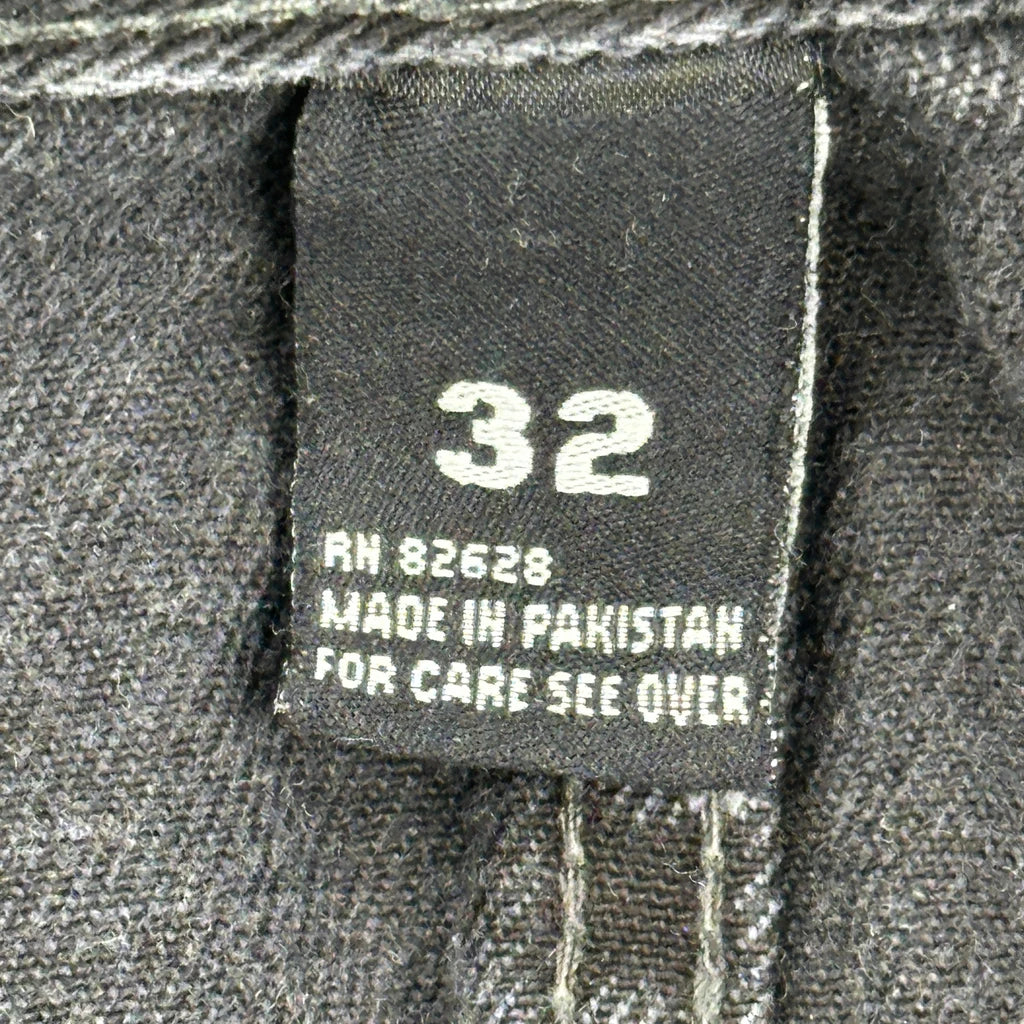 32
RN 82628
MADE IN PAKISTAN
FOR CARE SEE OVER